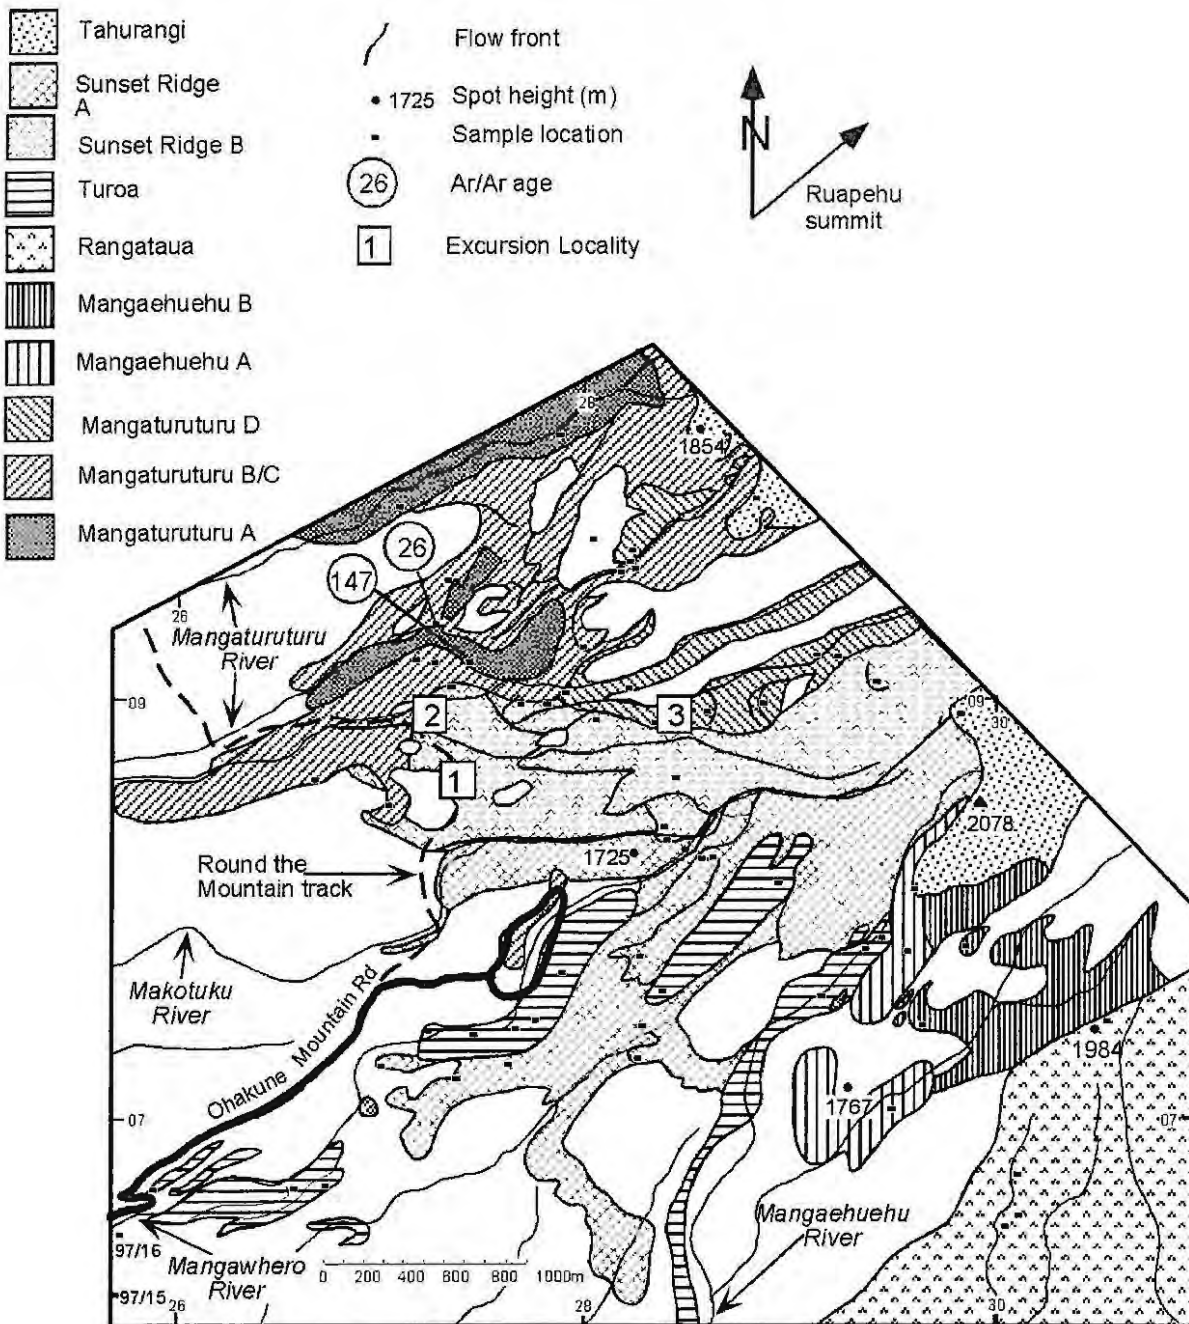 Tahurangi
Sunset Ridge
A
Sunset Ridge B
Turoa
Rangataua
Mangaehuehu B
Mangaehuehu A
Mangaturuturu D
Mangaturuturu B/C
Mangaturuturu A
Flow front
1725 Spot height (m)
Sample location
26 Ar/Ar age
1 Excursion Locality
N
Ruapehu
summit
28
1854
26
147
26
Mangaturuturu
River
09
2
3
09
30
1
2078
Round the
Mountain track
1725
Makotuku
River
Ohakune Mountain Rd
1984
1767
07
07
Mangaehuehu
River
97/16
Mangawhero
River
0 200 400 600 800 1000m
97/15
26
28
30